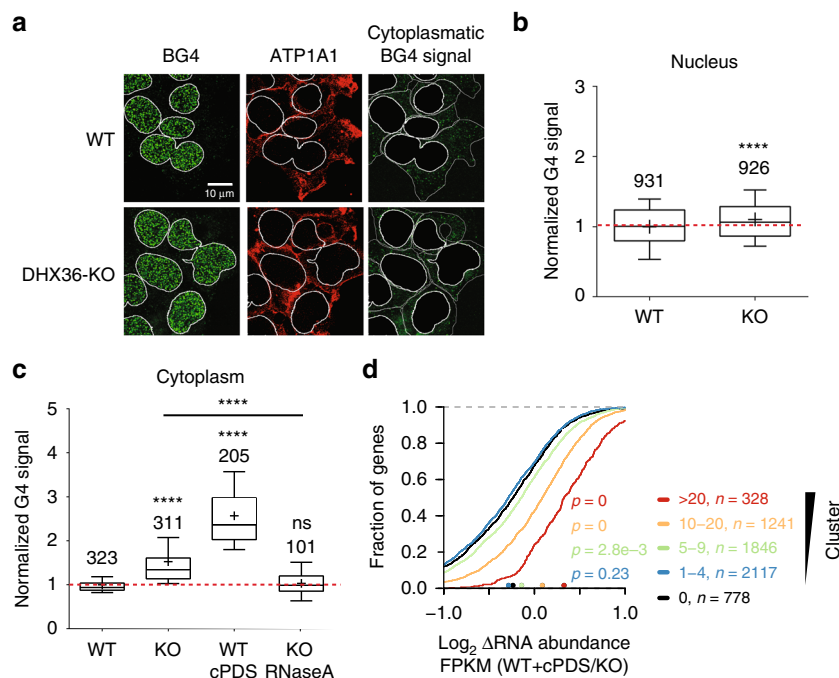 a
BG4
ATP1A1
Cytoplasmatic
BG4 signal
WT
10 µm
DHX36-KO
b
Nucleus
Normalized G4 signal
3
2
1
0
931
****
926
WT
KO
c
Cytoplasm
Normalized G4 signal
5
4
3
2
1
0
****
323
****
311
****
205
ns
101
WT
KO
WT
cPDS
KO
RNaseA
d
Fraction of genes
1.0
0.8
0.6
0.4
0.2
0.0
p = 0
p = 0
p = 2.8e−3
p = 0.23
>20, n = 328
10–20, n = 1241
5–9, n = 1846
1–4, n = 2117
0, n = 778
Cluster
−1.0
0.0
1.0
Log2 ΔRNA abundance
FPKM (WT+cPDS/KO)